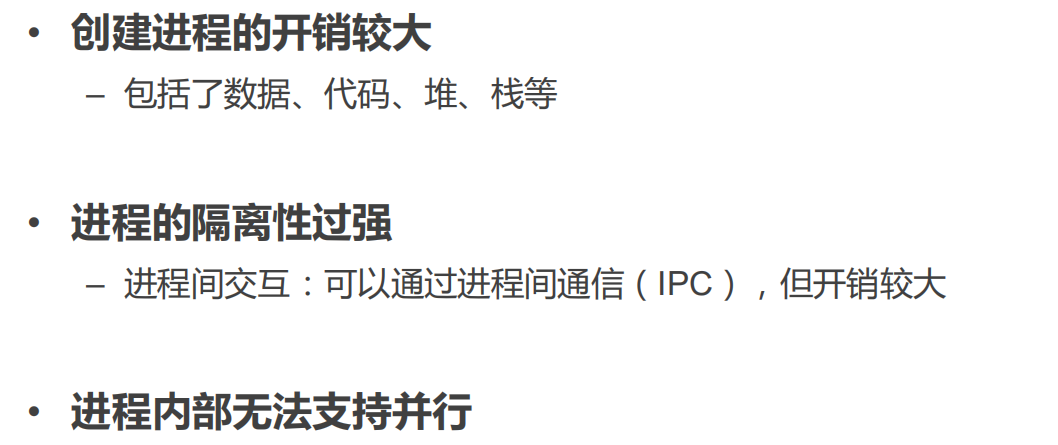 • 创建进程的开销较大
– 包括了数据、代码、堆、栈等
• 进程的隔离性过强
– 进程间交互：可以通过进程间通信（IPC），但开销较大
• 进程内部无法支持并行